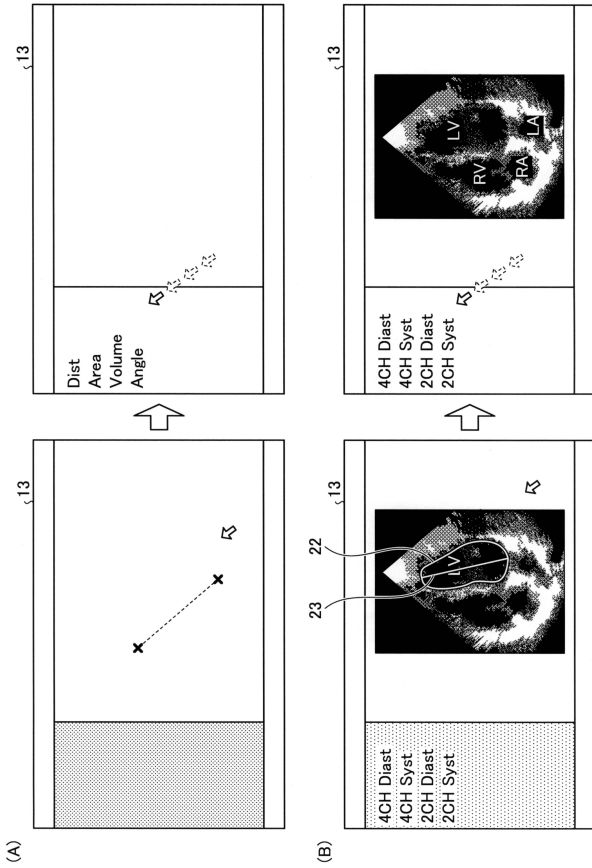 (A)
13
13
Dist
Area
Volume
Angle
(B)
23
22
13
13
4CH Diast
4CH Syst
2CH Diast
2CH Syst
LV
4CH Diast
4CH Syst
2CH Diast
2CH Syst
LV
RV
RA
LA